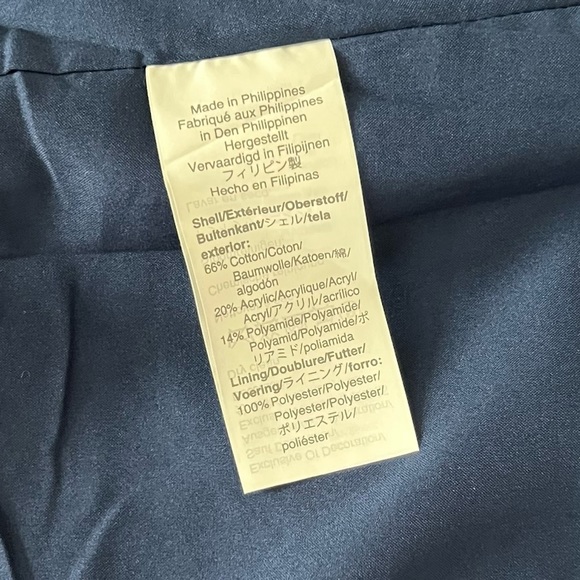 Made in Philippines
Fabriqué aux Philippines
in Den Philippinen
Hergestellt
Vervaardigd in Filipijnen
フィリピン製
Hecho en Filipinas
Shell/Extérieur/Oberstoff/
Buitenkant/シェル/tela
exterior:
66% Cotton/Coton/
Baumwolle/Katoen/綿/
algodón
20% Acrylic/Acrylique/Acryl/
Acryl/アクリル/acrílico
14% Polyamide/Polyamide/
Polyamid/Polyamide/ポ
リアミド/poliamida
Lining/Doublure/Futter/
Voering/ライニング/forro:
100% Polyester/Polyester/
Polyester/Polyester/
ポリエステル/
poliéster
Exclusive Of Decoration